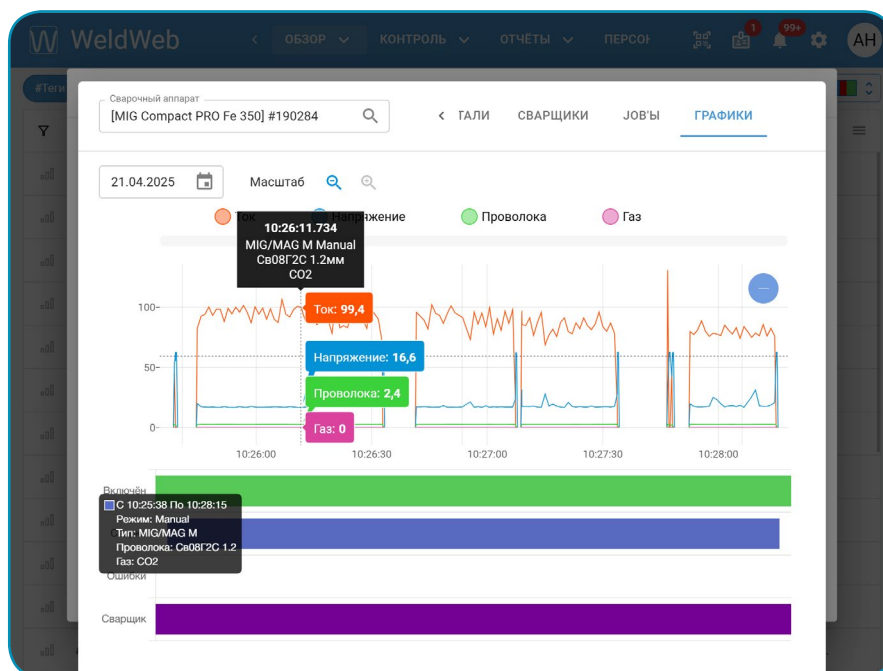 WeldWeb
ОБЗОР
КОНТРОЛЬ
ОТЧЁТЫ
ПЕРСОН
1
99+
АН
#Теги
Сварочный аппарат
[MIG Compact PRO Fe 350] #190284
ТАЛИ
СВАРЩИКИ
JOB'Ы
ГРАФИКИ
21.04.2025
Масштаб
Ток
Напряжение
Проволока
Газ
10:26:11.734
MIG/MAG M Manual
Св08Г2С 1.2мм
CO2
Ток: 99,4
Напряжение: 16,6
Проволока: 2,4
Газ: 0
100
50
0
10:26:00
10:26:30
10:27:00
10:27:30
10:28:00
Включён
С 10:25:38 По 10:28:15
Режим: Manual
Тип: MIG/MAG M
Проволока: Св08Г2С 1.2
Газ: CO2
Ошибки
Сварщик